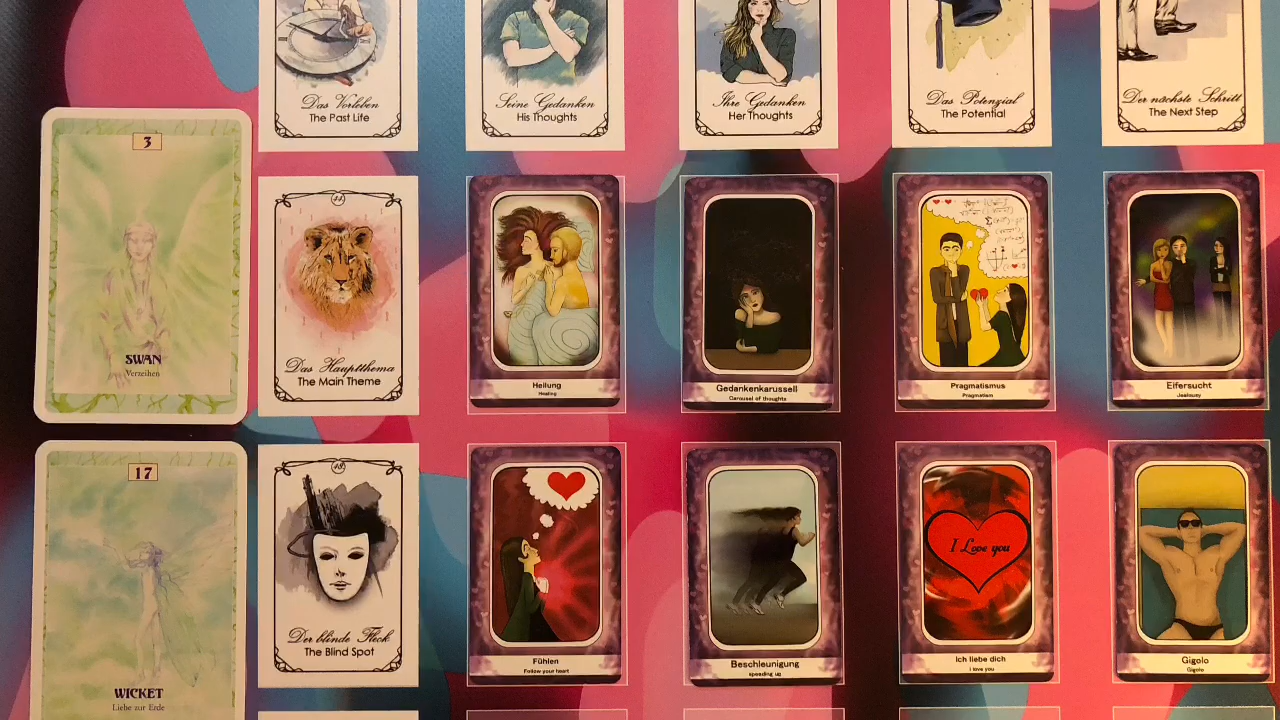 Das Vorleben
The Past Life
Seine Gedanken
His Thoughts
Ihre Gedanken
Her Thoughts
Das Potenzial
The Potential
Der nächste Schritt
The Next Step
3
SWAN
Verzeihen
44
Das Hauptthema
The Main Theme
Heilung
Healing
Gedankenkarussell
Carousel of thoughts
Pragmatismus
Pragmatism
Eifersucht
Jealousy
17
WICKET
Liebe zur Erde
48
Der blinde Fleck
The Blind Spot
Fühlen
Follow your heart
Beschleunigung
speeding up
I Love you
Ich liebe dich
i love you
Gigolo
Gigolo